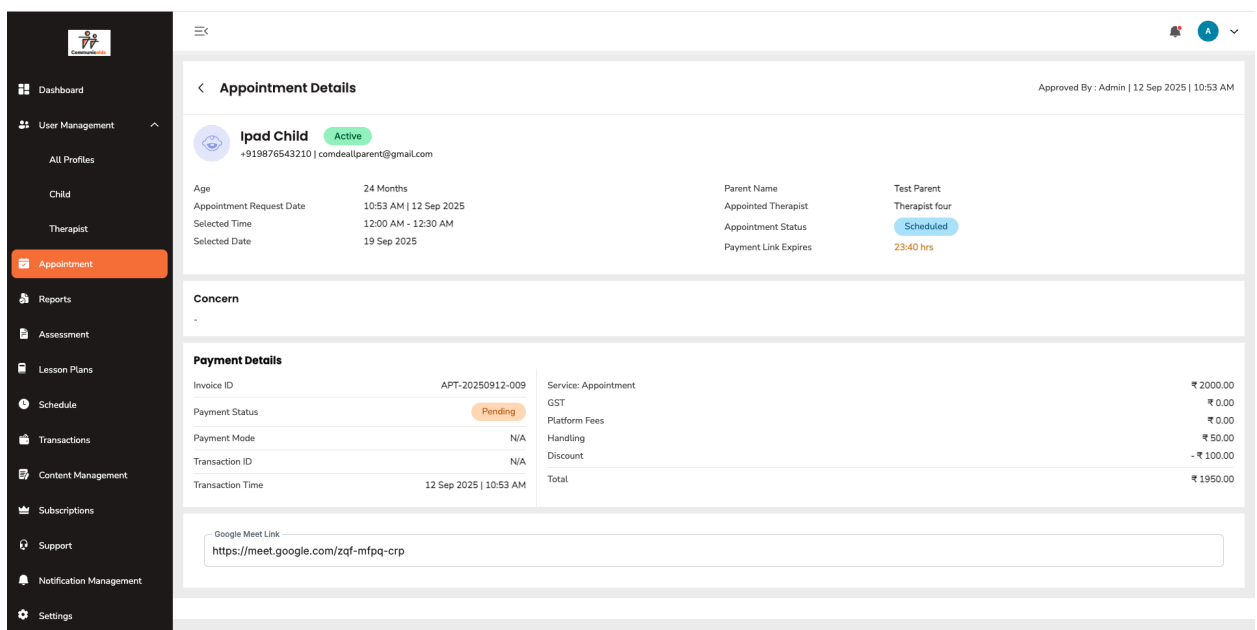 Communicaids
Dashboard
User Management
All Profiles
Child
Therapist
Appointment
Reports
Assessment
Lesson Plans
Schedule
Transactions
Content Management
Subscriptions
Support
Notification Management
Settings
A
Appointment Details
Approved By : Admin | 12 Sep 2025 | 10:53 AM
Ipad Child Active
+919876543210 | comdeallparent@gmail.com
Age 24 Months
Appointment Request Date 10:53 AM | 12 Sep 2025
Selected Time 12:00 AM - 12:30 AM
Selected Date 19 Sep 2025
Parent Name Test Parent
Appointed Therapist Therapist four
Appointment Status Scheduled
Payment Link Expires 23:40 hrs
Concern
-
Payment Details
Invoice ID APT-20250912-009
Payment Status Pending
Payment Mode N/A
Transaction ID N/A
Transaction Time 12 Sep 2025 | 10:53 AM
Service: Appointment ₹ 2000.00
GST ₹ 0.00
Platform Fees ₹ 0.00
Handling ₹ 50.00
Discount - ₹ 100.00
Total ₹ 1950.00
Google Meet Link
https://meet.google.com/zqf-mfpq-crp